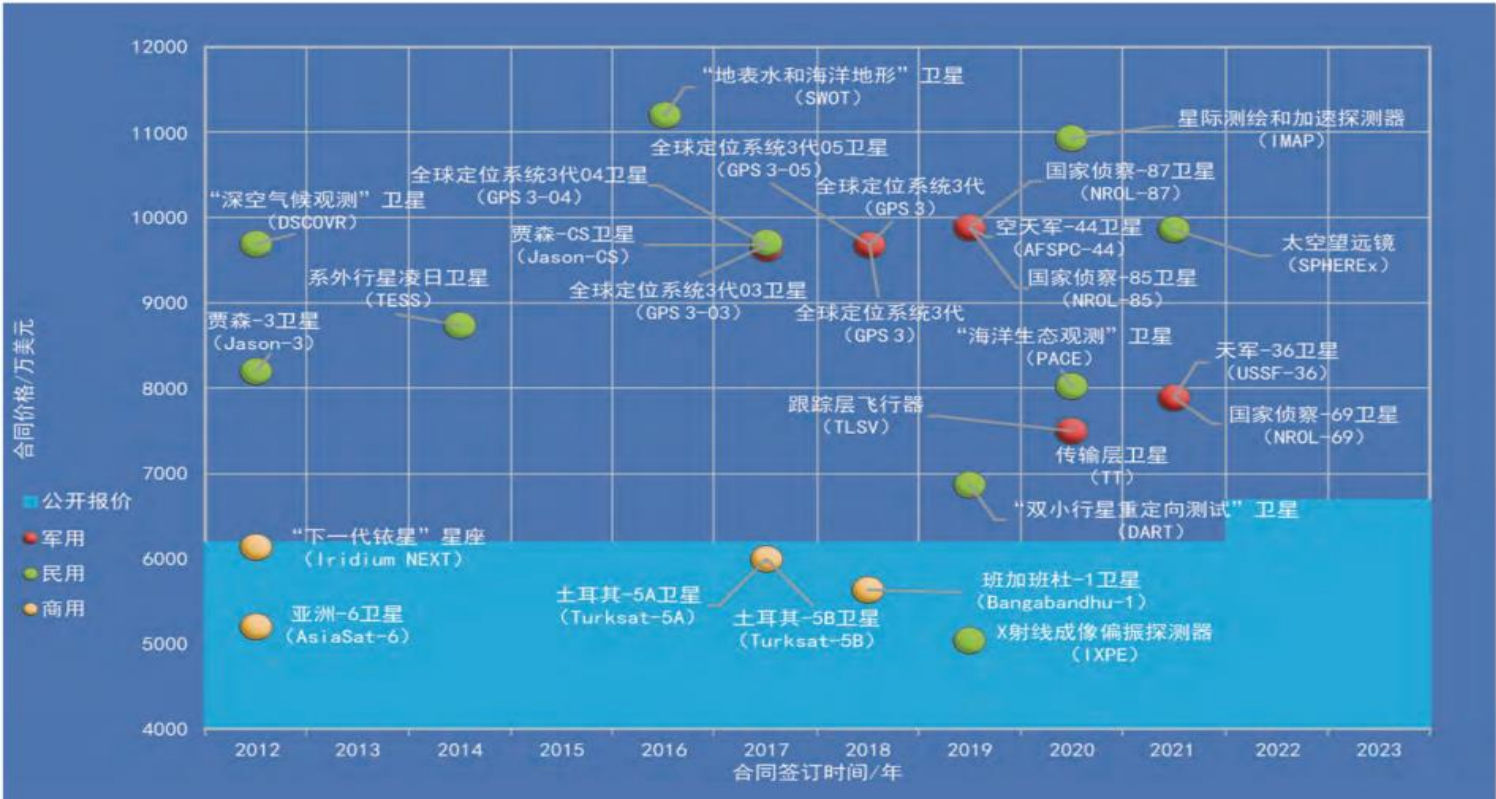 12000
11000
10000
9000
8000
7000
6000
5000
4000
合同价格/万美元
公开报价
军用
民用
商用
“地表水和海洋地形”卫星
(SWOT)
星际测绘和加速探测器
(IMAP)
全球定位系统3代05卫星
(GPS 3-05)
全球定位系统3代04卫星
(GPS 3-04)
全球定位系统3代
(GPS 3)
国家侦察-87卫星
(NROL-87)
“深空气候观测”卫星
(DSCOVR)
贾森-CS卫星
(Jason-CS)
空天军-44卫星
(AFSPC-44)
太空望远镜
(SPHEREx)
系外行星凌日卫星
(TESS)
全球定位系统3代03卫星
(GPS 3-03)
国家侦察-85卫星
(NROL-85)
贾森-3卫星
(Jason-3)
全球定位系统3代
(GPS 3)
“海洋生态观测”卫星
(PACE)
天军-36卫星
(USSF-36)
跟踪层飞行器
(TLSV)
国家侦察-69卫星
(NROL-69)
传输层卫星
(TT)
“双小行星重定向测试”卫星
(DART)
“下一代铱星”星座
(Iridium NEXT)
亚洲-6卫星
(AsiaSat-6)
土耳其-5A卫星
(Turksat-5A)
土耳其-5B卫星
(Turksat-5B)
班加班杜-1卫星
(Bangabandhu-1)
X射线成像偏振探测器
(IXPE)
2012 2013 2014 2015 2016 2017 2018 2019 2020 2021 2022 2023
合同签订时间/年